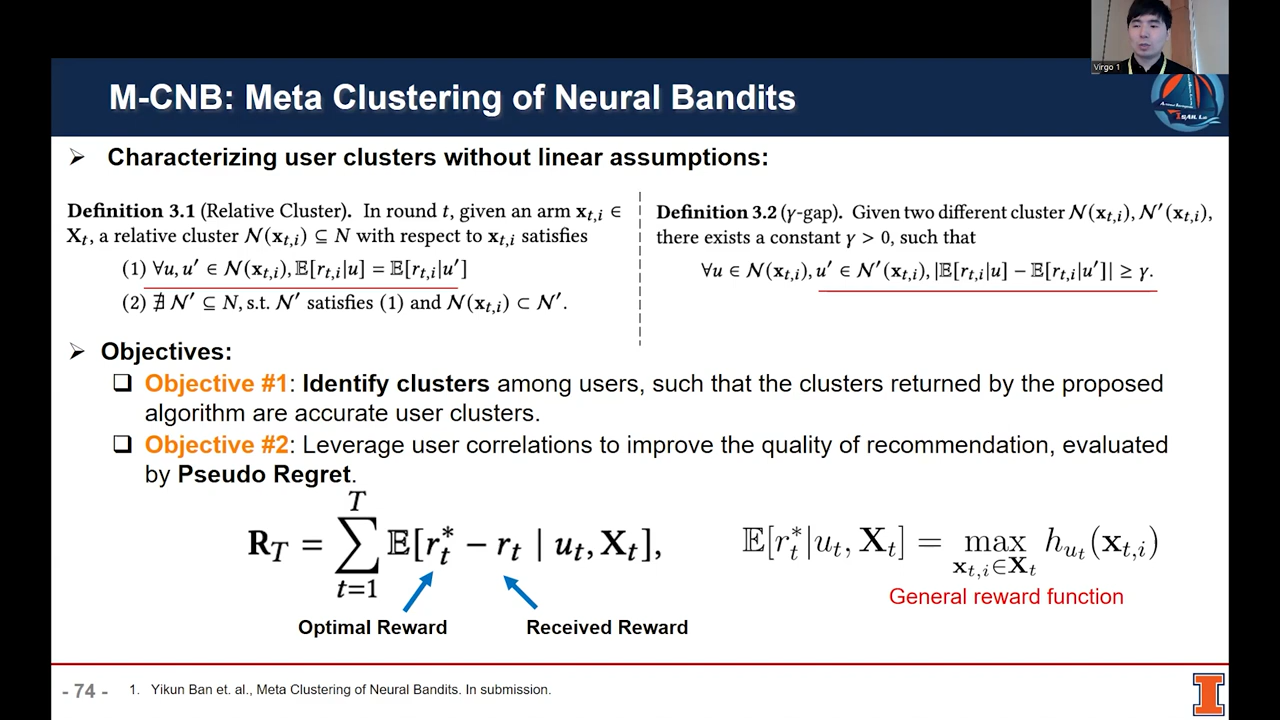 Virgo 1
M-CNB: Meta Clustering of Neural Bandits
➢ Characterizing user clusters without linear assumptions:
Definition 3.1 (Relative Cluster). In round t, given an arm x_{t,i} ∈
X_t, a relative cluster 𝒩(x_{t,i}) ⊆ N with respect to x_{t,i} satisfies
(1) ∀u, u′ ∈ 𝒩(x_{t,i}), 𝔼[r_{t,i}|u] = 𝔼[r_{t,i}|u′]
(2) ∄ 𝒩′ ⊆ N, s.t. 𝒩′ satisfies (1) and 𝒩(x_{t,i}) ⊂ 𝒩′.
Definition 3.2 (γ-gap). Given two different cluster 𝒩(x_{t,i}), 𝒩′(x_{t,i}),
there exists a constant γ > 0, such that
∀u ∈ 𝒩(x_{t,i}), u′ ∈ 𝒩′(x_{t,i}), |𝔼[r_{t,i}|u] − 𝔼[r_{t,i}|u′]| ≥ γ.
➢ Objectives:
❑ Objective #1: Identify clusters among users, such that the clusters returned by the proposed
algorithm are accurate user clusters.
❑ Objective #2: Leverage user correlations to improve the quality of recommendation, evaluated
by Pseudo Regret.
R_T = ∑_{t=1}^{T} 𝔼[r_t^* − r_t | u_t, X_t],
𝔼[r_t^*|u_t, X_t] = max_{x_{t,i}∈X_t} h_{u_t}(x_{t,i})
General reward function
Optimal Reward
Received Reward
- 74 -
1. Yikun Ban et. al., Meta Clustering of Neural Bandits. In submission.